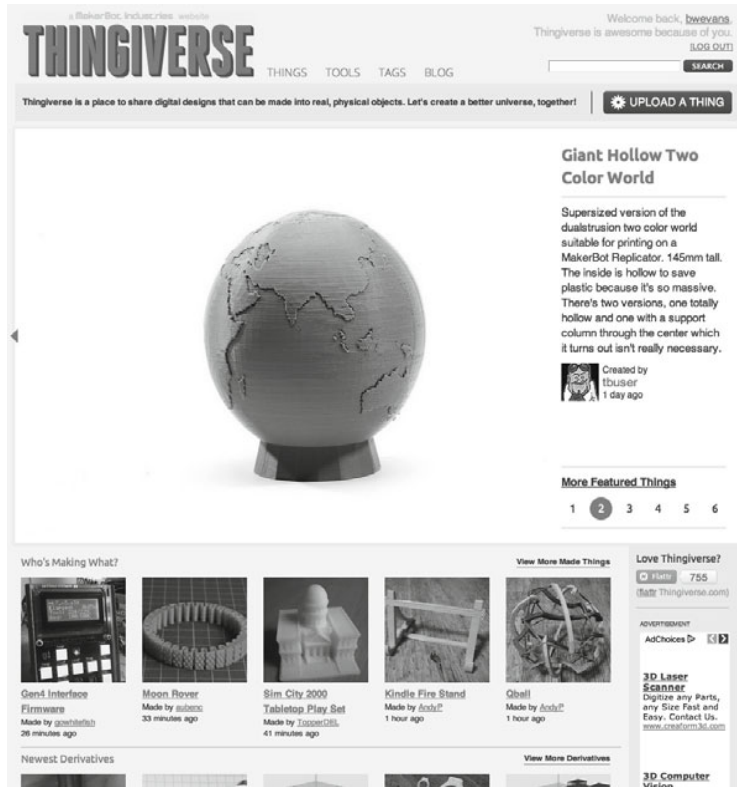 a MakerBot Industries website
THINGIVERSE
THINGS TOOLS TAGS BLOG
Welcome back, bwevans.
Thingiverse is awesome because of you.
[LOG OUT]
SEARCH
Thingiverse is a place to share digital designs that can be made into real, physical objects. Let's create a better universe, together!
UPLOAD A THING
Giant Hollow Two
Color World
Supersized version of the
dualstrusion two color world
suitable for printing on a
MakerBot Replicator. 145mm tall.
The inside is hollow to save
plastic because it's so massive.
There's two versions, one totally
hollow and one with a support
column through the center which
it turns out isn't really necessary.
Created by
tbuser
1 day ago
More Featured Things
1 2 3 4 5 6
Who's Making What?
View More Made Things
Gen4 Interface
Firmware
Made by gowhitefish
26 minutes ago
Moon Rover
Made by aubenc
33 minutes ago
Sim City 2000
Tabletop Play Set
Made by TopperDEL
41 minutes ago
Kindle Fire Stand
Made by AndyP
1 hour ago
Qball
Made by AndyP
1 hour ago
Love Thingiverse?
Flattr 755
(flattr Thingiverse.com)
ADVERTISEMENT
AdChoices
3D Laser
Scanner
Digitize any Parts,
any Size Fast and
Easy. Contact Us.
www.creaform3d.com
3D Computer
Vision
Newest Derivatives
View More Derivatives